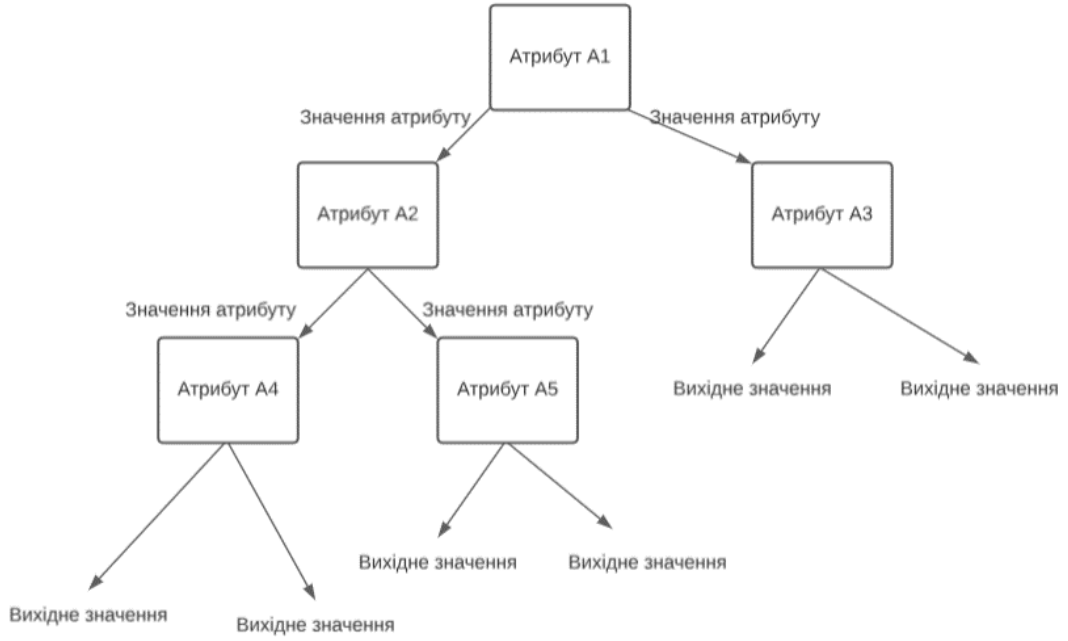 Атрибут А1
Значення атрибуту
Значення атрибуту
Атрибут А2
Атрибут А3
Значення атрибуту
Значення атрибуту
Атрибут А4
Атрибут А5
Вихідне значення
Вихідне значення
Вихідне значення
Вихідне значення
Вихідне значення
Вихідне значення